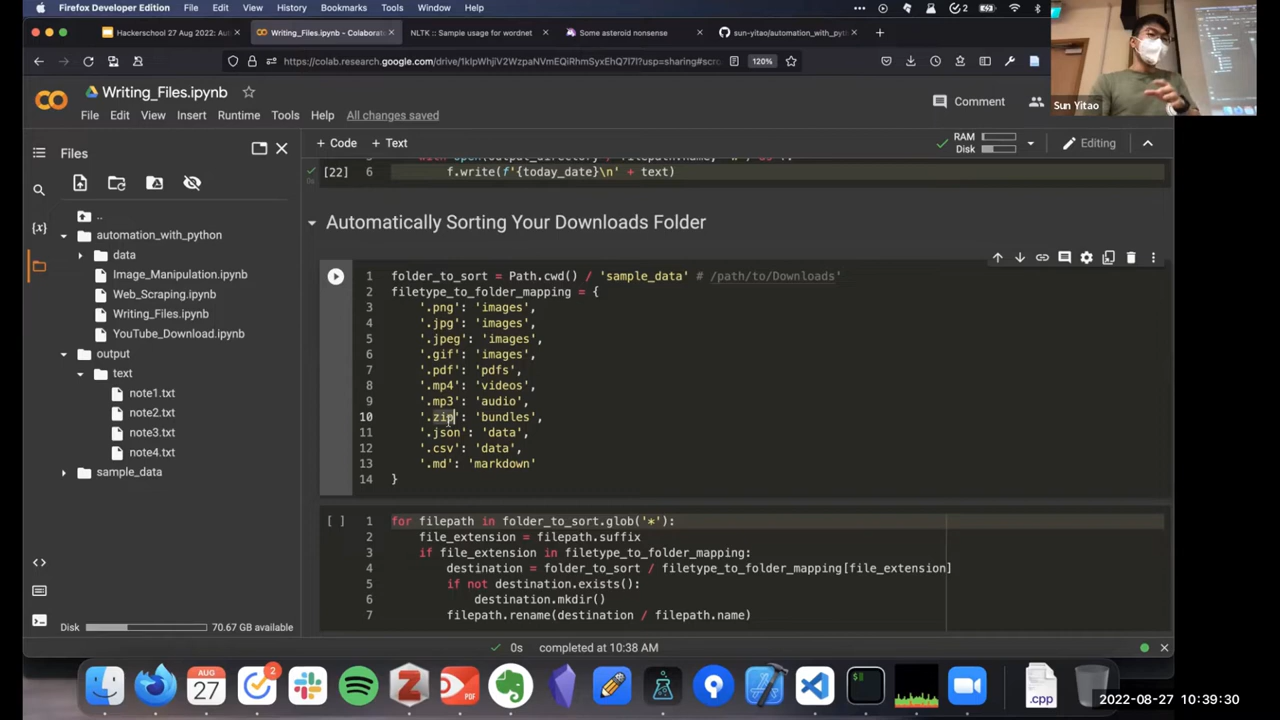 Firefox Developer Edition File Edit View History Bookmarks Tools Window Help
Hackerschool 27 Aug 2022: Auto
Writing_Files.ipynb - Colaborato
NLTK :: Sample usage for wordnet
Some asteroid nonsense
sun-yitao/automation_with_pyth
120%
Writing_Files.ipynb
Comment
File Edit View Insert Runtime Tools Help All changes saved
Sun Yitao
+ Code + Text
RAM
Disk
Editing
Files
..
automation_with_python
data
Image_Manipulation.ipynb
Web_Scraping.ipynb
Writing_Files.ipynb
YouTube_Download.ipynb
output
text
note1.txt
note2.txt
note3.txt
note4.txt
sample_data
Disk 70.67 GB available
[22] 6 f.write(f'{today_date}\n' + text)
Automatically Sorting Your Downloads Folder
1 folder_to_sort = Path.cwd() / 'sample_data' # /path/to/Downloads'
2 filetype_to_folder_mapping = {
3 '.png': 'images',
4 '.jpg': 'images',
5 '.jpeg': 'images',
6 '.gif': 'images',
7 '.pdf': 'pdfs',
8 '.mp4': 'videos',
9 '.mp3': 'audio',
10 '.zip': 'bundles',
11 '.json': 'data',
12 '.csv': 'data',
13 '.md': 'markdown'
14 }
[ ] 1 for filepath in folder_to_sort.glob('*'):
2 file_extension = filepath.suffix
3 if file_extension in filetype_to_folder_mapping:
4 destination = folder_to_sort / filetype_to_folder_mapping[file_extension]
5 if not destination.exists():
6 destination.mkdir()
7 filepath.rename(destination / filepath.name)
0s completed at 10:38 AM
AUG
27
2
PDF
.cpp
2022-08-27 10:39:30